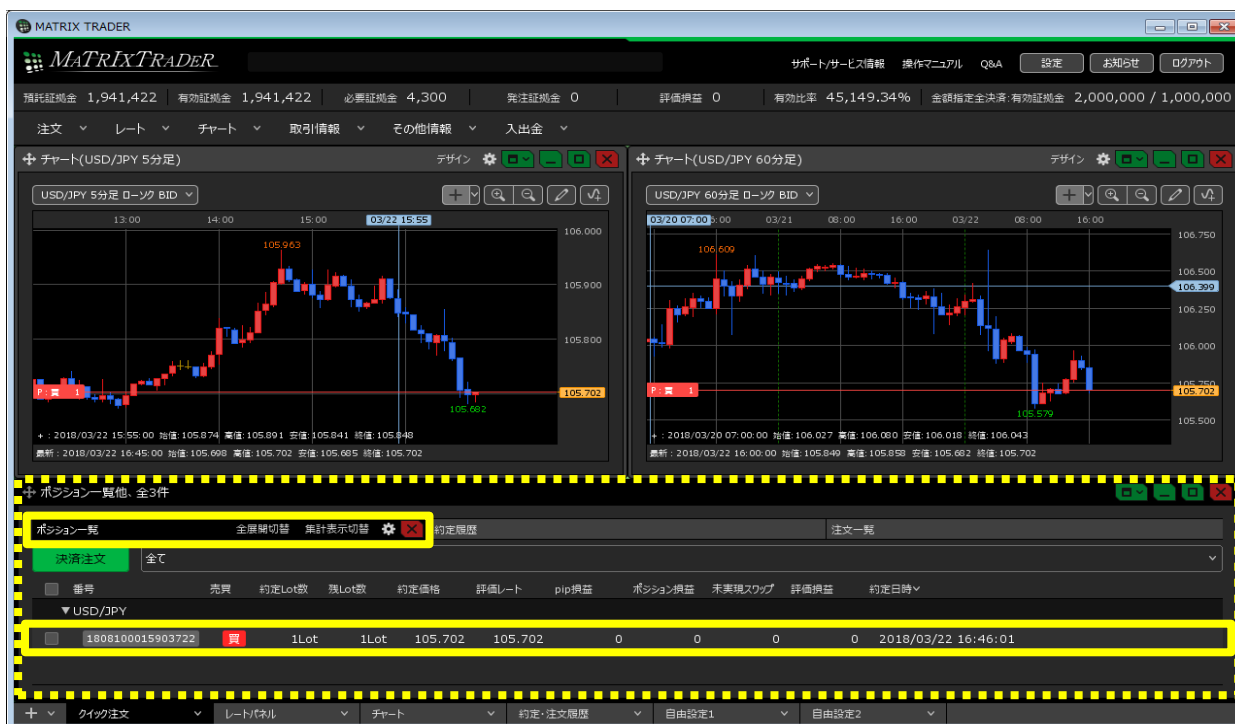 MATRIX TRADER
MATRIXTRADER サポート/サービス情報 操作マニュアル Q&A 設定 お知らせ ログアウト
預託証拠金 1,941,422 有効証拠金 1,941,422 必要証拠金 4,300 発注証拠金 0 評価損益 0 有効比率 45,149.34% 金額指定全決済:有効証拠金 2,000,000 / 1,000,000
注文 レート チャート 取引情報 その他情報 入出金
チャート(USD/JPY 5分足) デザイン
USD/JPY 5分足 ローソク BID
13:00 14:00 15:00 03/22 15:55
106.000
105.963
105.900
105.800
P:買 1
105.702
105.682
+ : 2018/03/22 15:55:00 始値:105.874 高値:105.891 安値:105.841 終値:105.848
最新 : 2018/03/22 16:45:00 始値:105.698 高値:105.702 安値:105.685 終値:105.702
チャート(USD/JPY 60分足) デザイン
USD/JPY 60分足 ローソク BID
03/20 07:00 :00 03/21 08:00 16:00 03/22 08:00 16:00
106.750
106.609
106.500
106.399
106.250
106.000
105.750
P:買 1
105.702
105.579
105.500
+ : 2018/03/20 07:00:00 始値:106.027 高値:106.080 安値:106.018 終値:106.043
最新 : 2018/03/22 16:00:00 始値:105.849 高値:105.858 安値:105.682 終値:105.702
ポジション一覧他、全3件
ポジション一覧 全展開切替 集計表示切替 約定履歴 注文一覧
決済注文 全て
番号 売買 約定Lot数 残Lot数 約定価格 評価レート pip損益 ポジション損益 未実現スワップ 評価損益 約定日時
▼USD/JPY
1808100015903722 買 1Lot 1Lot 105.702 105.702 0 0 0 0 2018/03/22 16:46:01
+ クイック注文 レートパネル チャート 約定・注文履歴 自由設定1 自由設定2